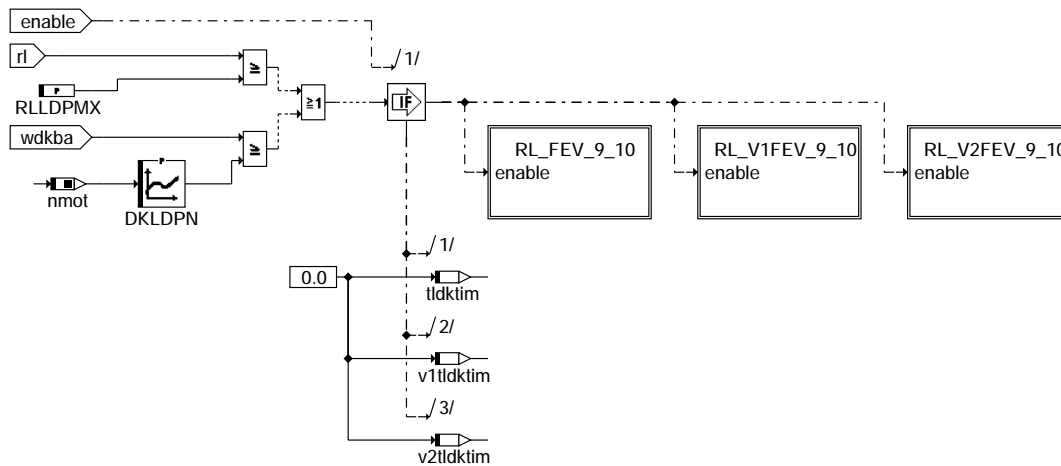 enable
/1/
rl
P
RLLDPMX
≥
≥1
IF
wdkba
≥
P
nmot
DKLDPN
RL_FEV_9_10
enable
RL_V1FEV_9_10
enable
RL_V2FEV_9_10
enable
/1/
0.0
tldktim
/2/
v1tldktim
/3/
v2tldktim